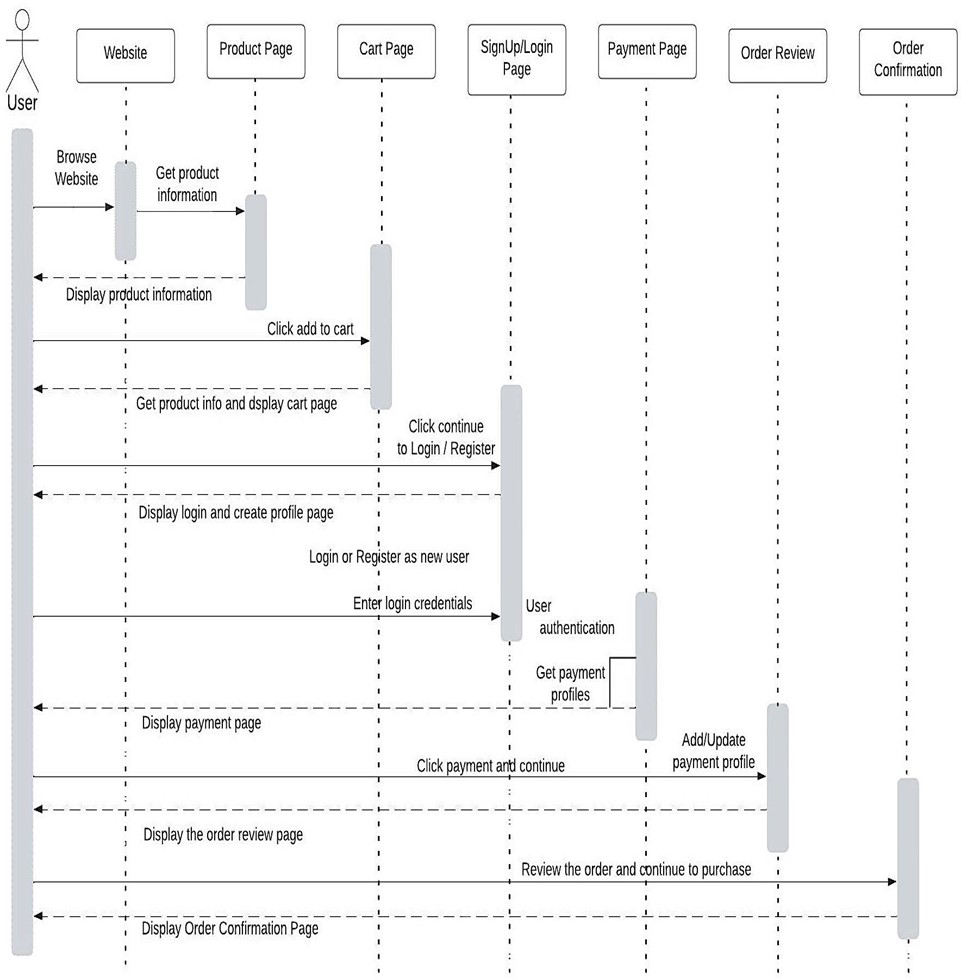 User
Website
Product Page
Cart Page
SignUp/Login
Page
Payment Page
Order Review
Order
Confirmation
Browse
Website
Get product
information
Display product information
Click add to cart
Get product info and dsplay cart page
Click continue
to Login / Register
Display login and create profile page
Login or Register as new user
Enter login credentials
User
authentication
Get payment
profiles
Display payment page
Add/Update
payment profile
Click payment and continue
Display the order review page
Review the order and continue to purchase
Display Order Confirmation Page